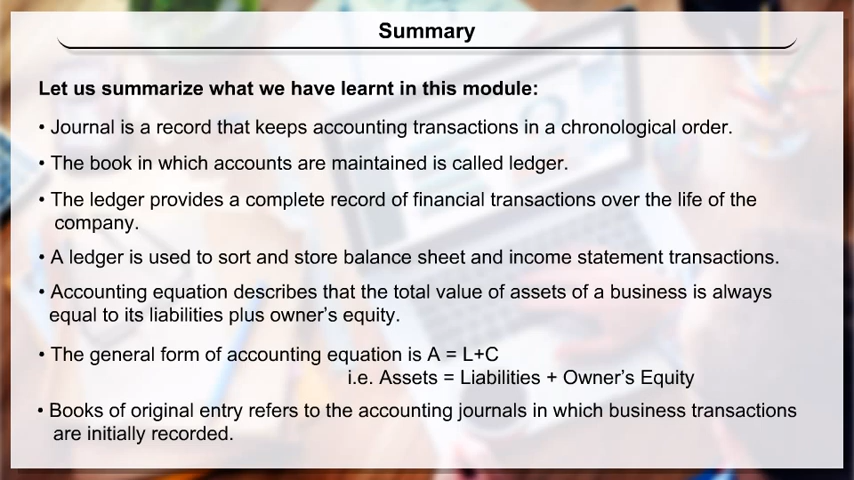 Summary
Let us summarize what we have learnt in this module:
• Journal is a record that keeps accounting transactions in a chronological order.
• The book in which accounts are maintained is called ledger.
• The ledger provides a complete record of financial transactions over the life of the
company.
• A ledger is used to sort and store balance sheet and income statement transactions.
• Accounting equation describes that the total value of assets of a business is always
equal to its liabilities plus owner’s equity.
• The general form of accounting equation is A = L+C
i.e. Assets = Liabilities + Owner’s Equity
• Books of original entry refers to the accounting journals in which business transactions
are initially recorded.